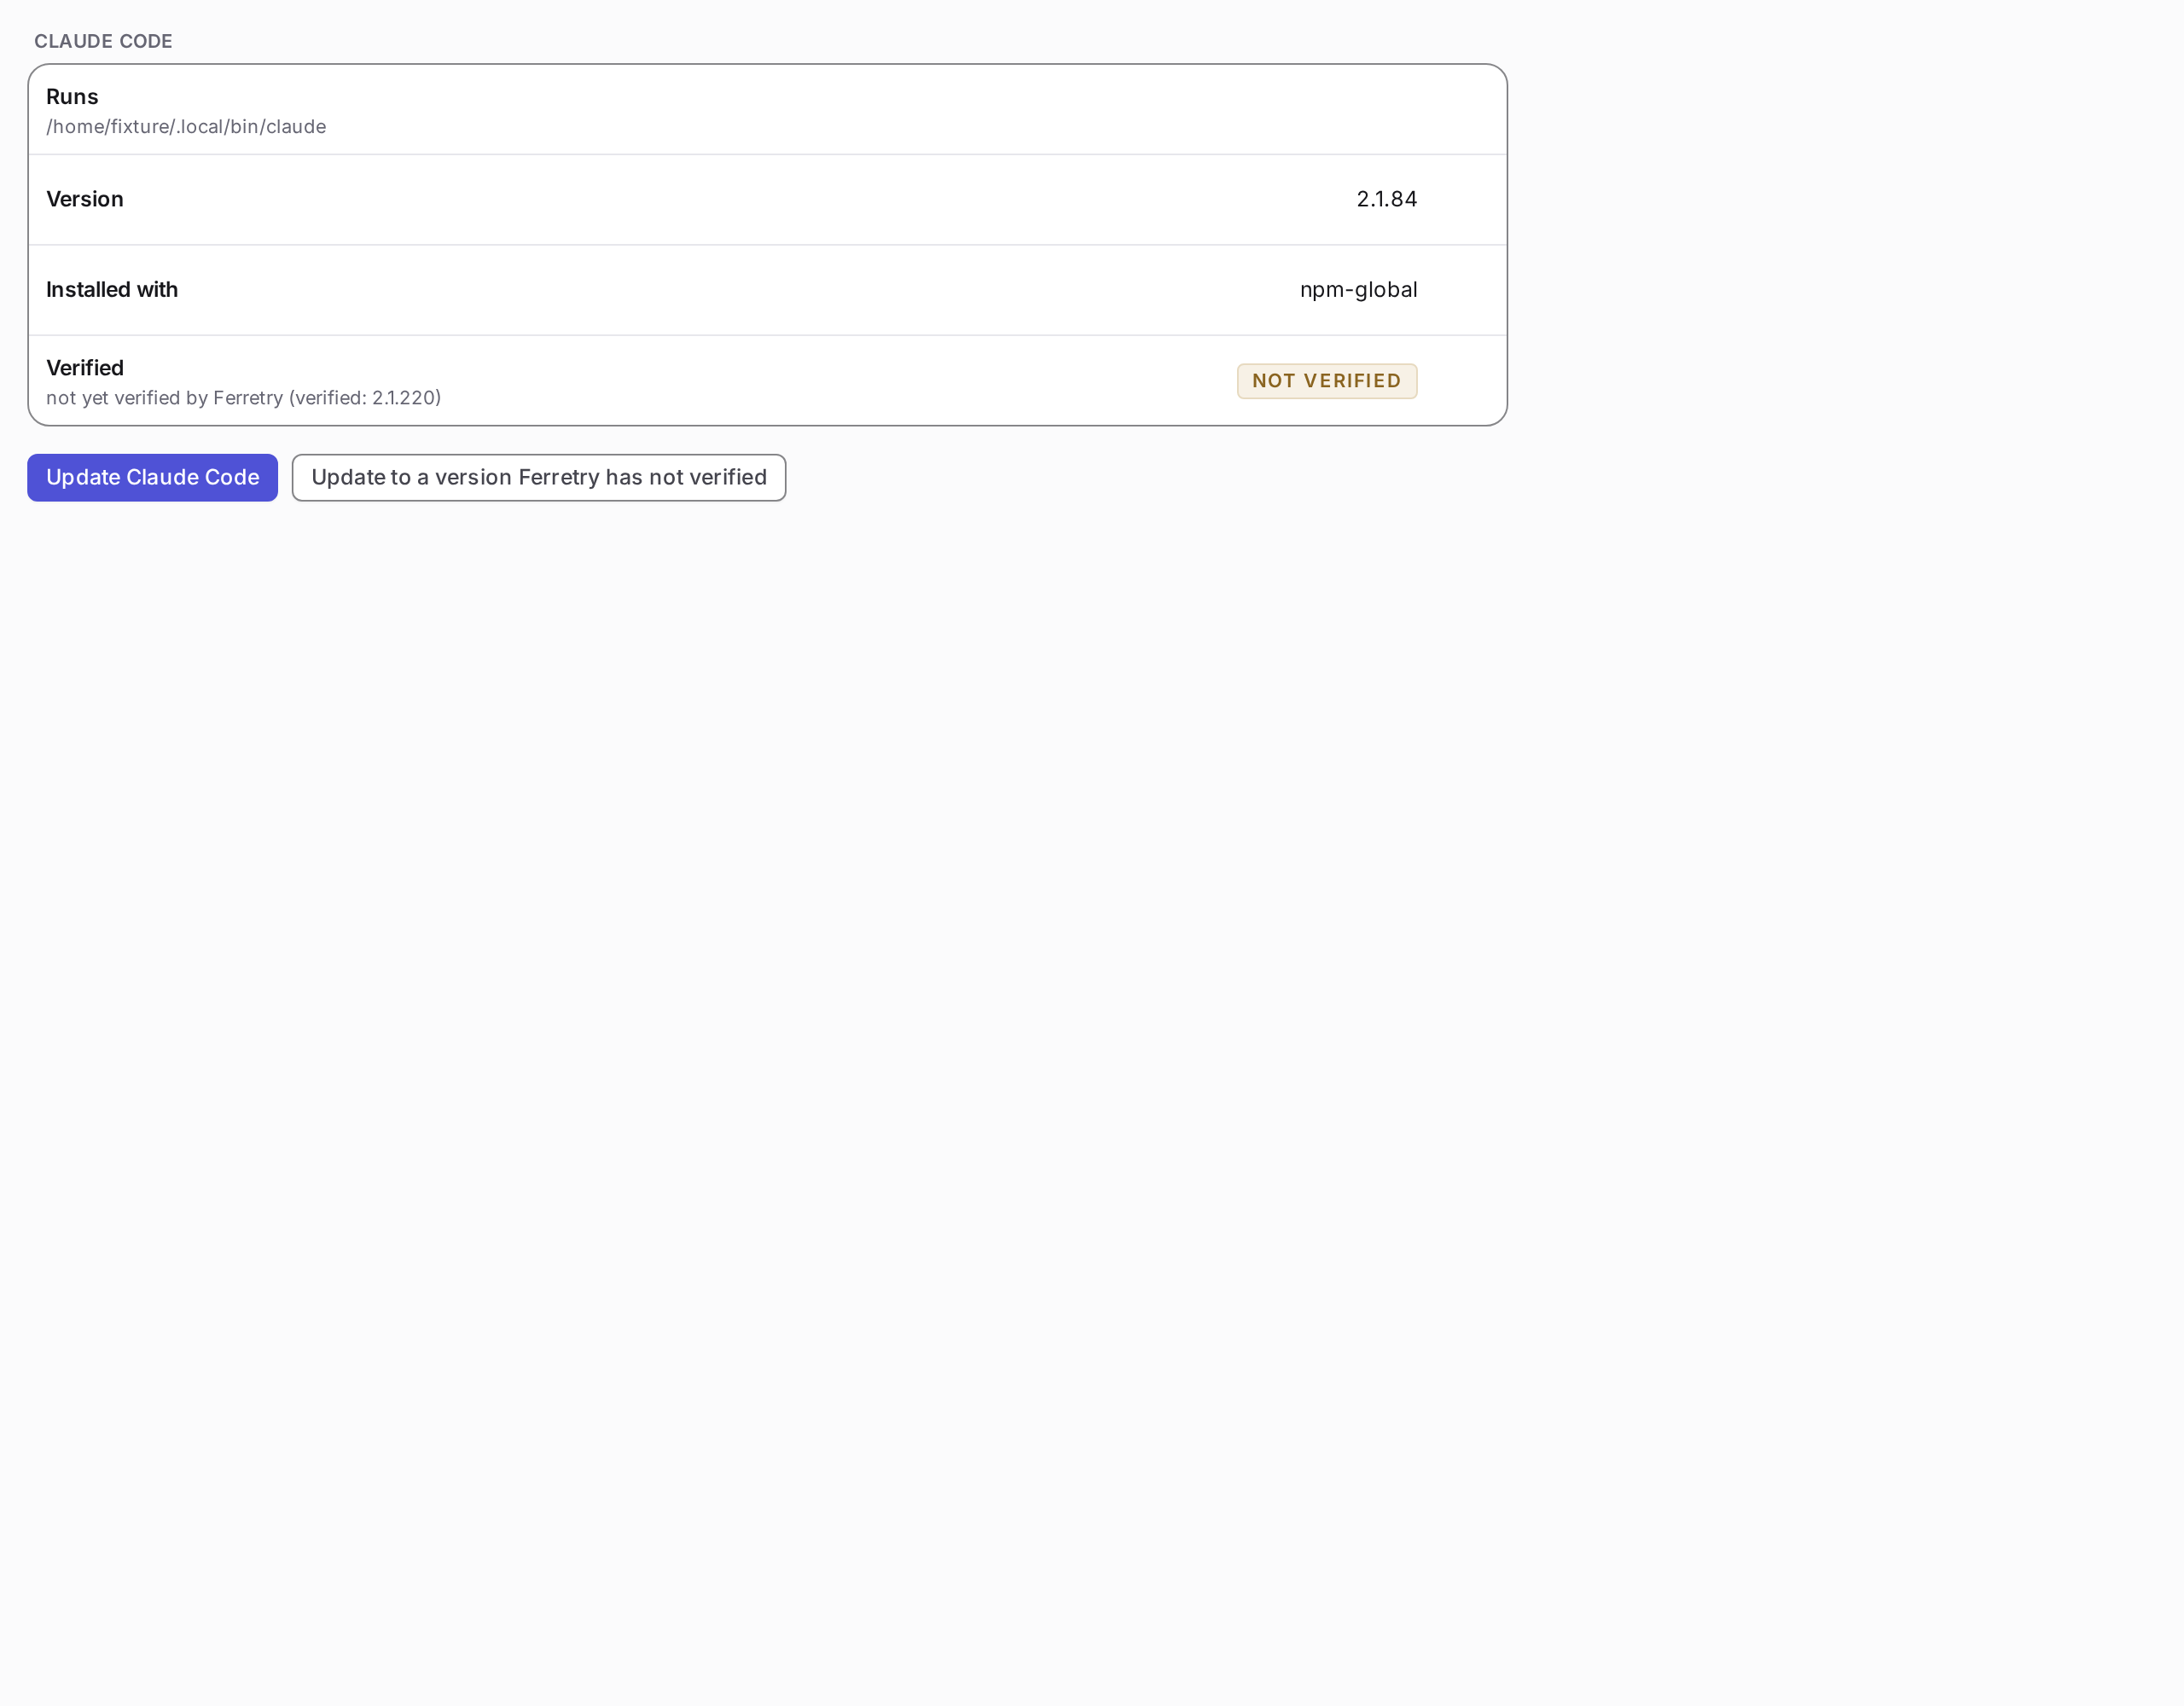 CLAUDE CODE
Runs
/home/fixture/.local/bin/claude
Version
2.1.84
Installed with
npm-global
Verified
not yet verified by Ferretry (verified: 2.1.220)
NOT VERIFIED
Update Claude Code
Update to a version Ferretry has not verified